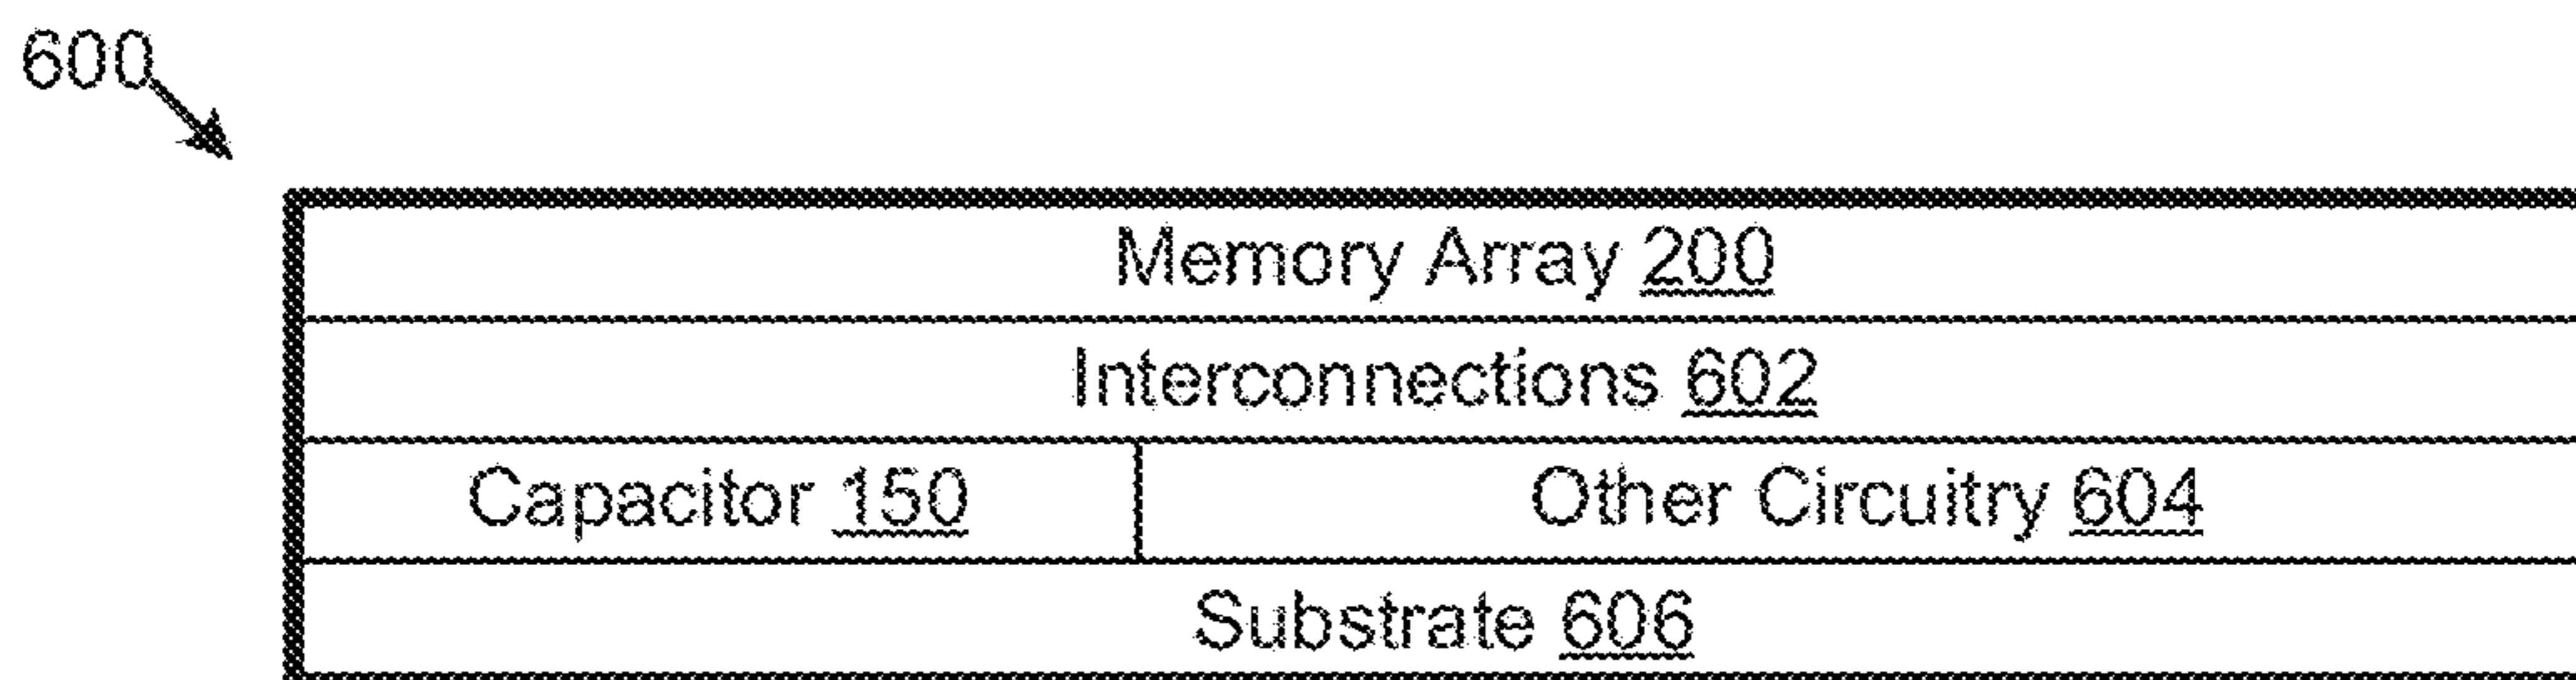 600
Memory Array 200
Interconnections 602
Capacitor 150 Other Circuitry 604
Substrate 606